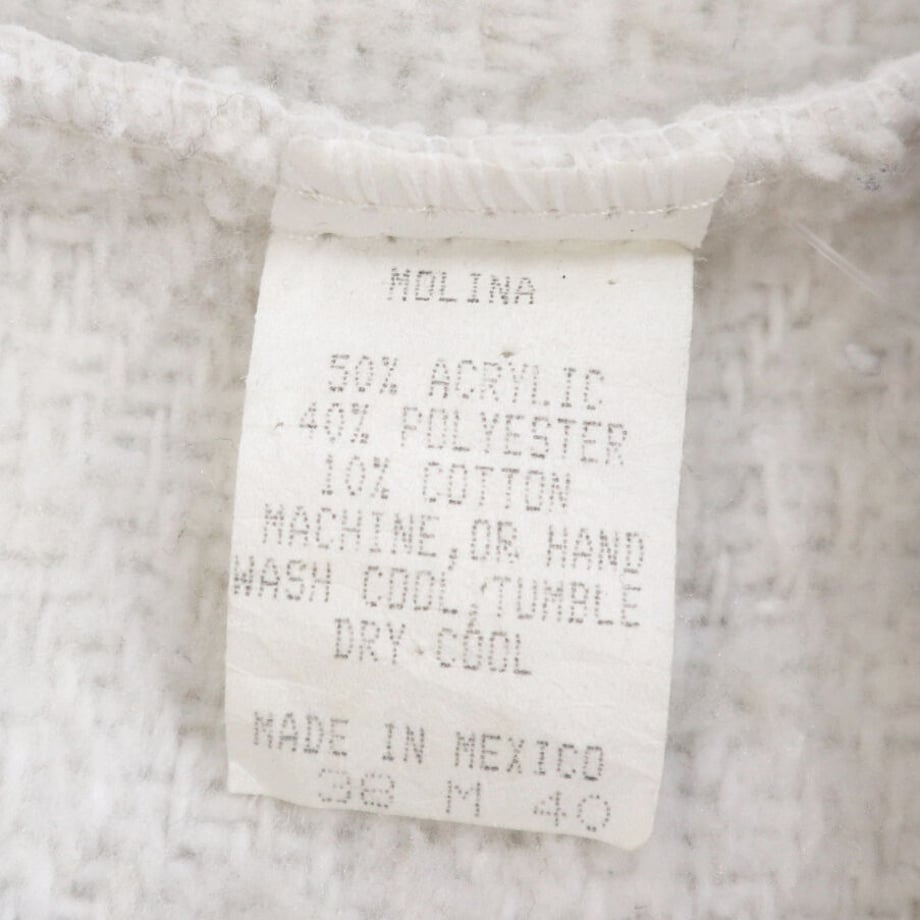 MOLINA
50% ACRYLIC
40% POLYESTER
10% COTTON
MACHINE,OR HAND
WASH COOL,TUMBLE
DRY COOL
MADE IN MEXICO
38 M 40